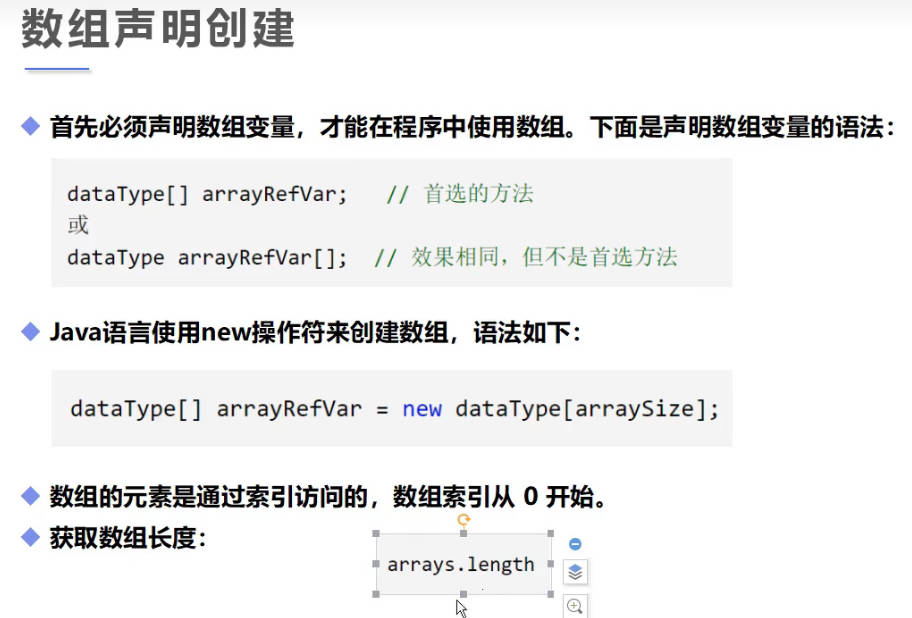 数组声明创建
首先必须声明数组变量，才能在程序中使用数组。下面是声明数组变量的语法：
dataType[] arrayRefVar;   // 首选的方法
或
dataType arrayRefVar[];  // 效果相同，但不是首选方法
Java语言使用new操作符来创建数组，语法如下：
dataType[] arrayRefVar = new dataType[arraySize];
数组的元素是通过索引访问的，数组索引从 0 开始。
获取数组长度：
arrays.length